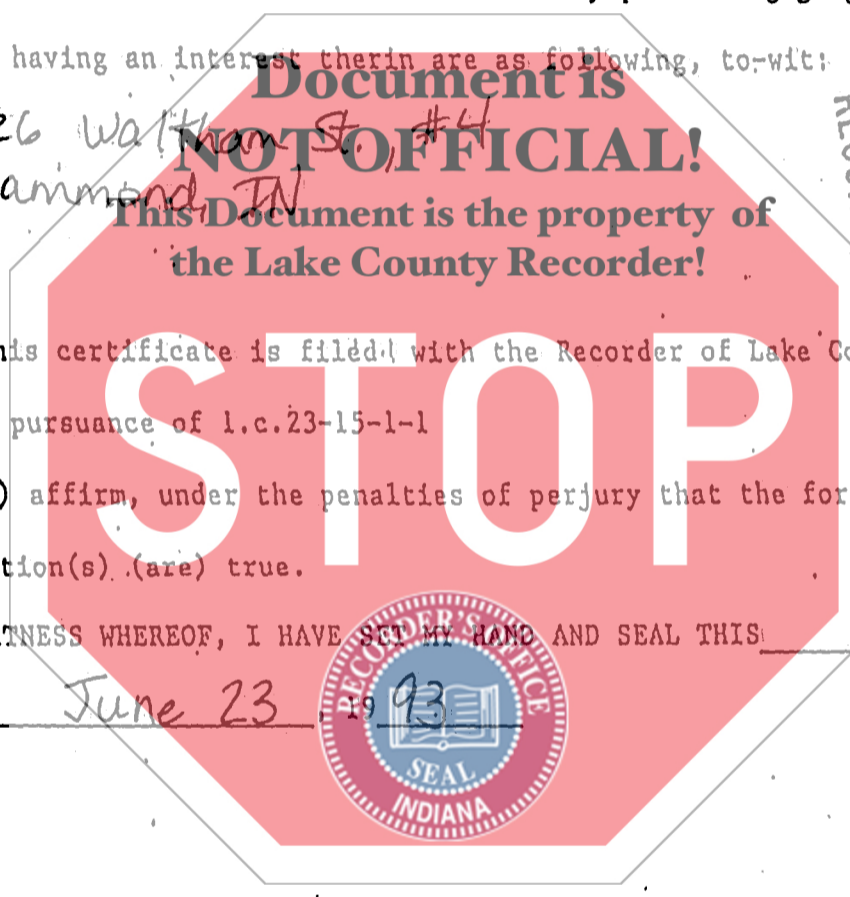 having an interest therin are as following, to-wit:
Document is
26 Waltham St., #4
NOT OFFICIAL!
ammond, IN
This Document is the property of
the Lake County Recorder!
his certificate is filed with the Recorder of Lake Co
STOP
pursuance of 1.c.23-15-1-1
) affirm, under the penalties of perjury that the for
tion(s) (are) true.
TNESS WHEREOF, I HAVE SET MY HAND AND SEAL THIS
RECORDER'S OFFICE
June 23, 19 93
SEAL
INDIANA